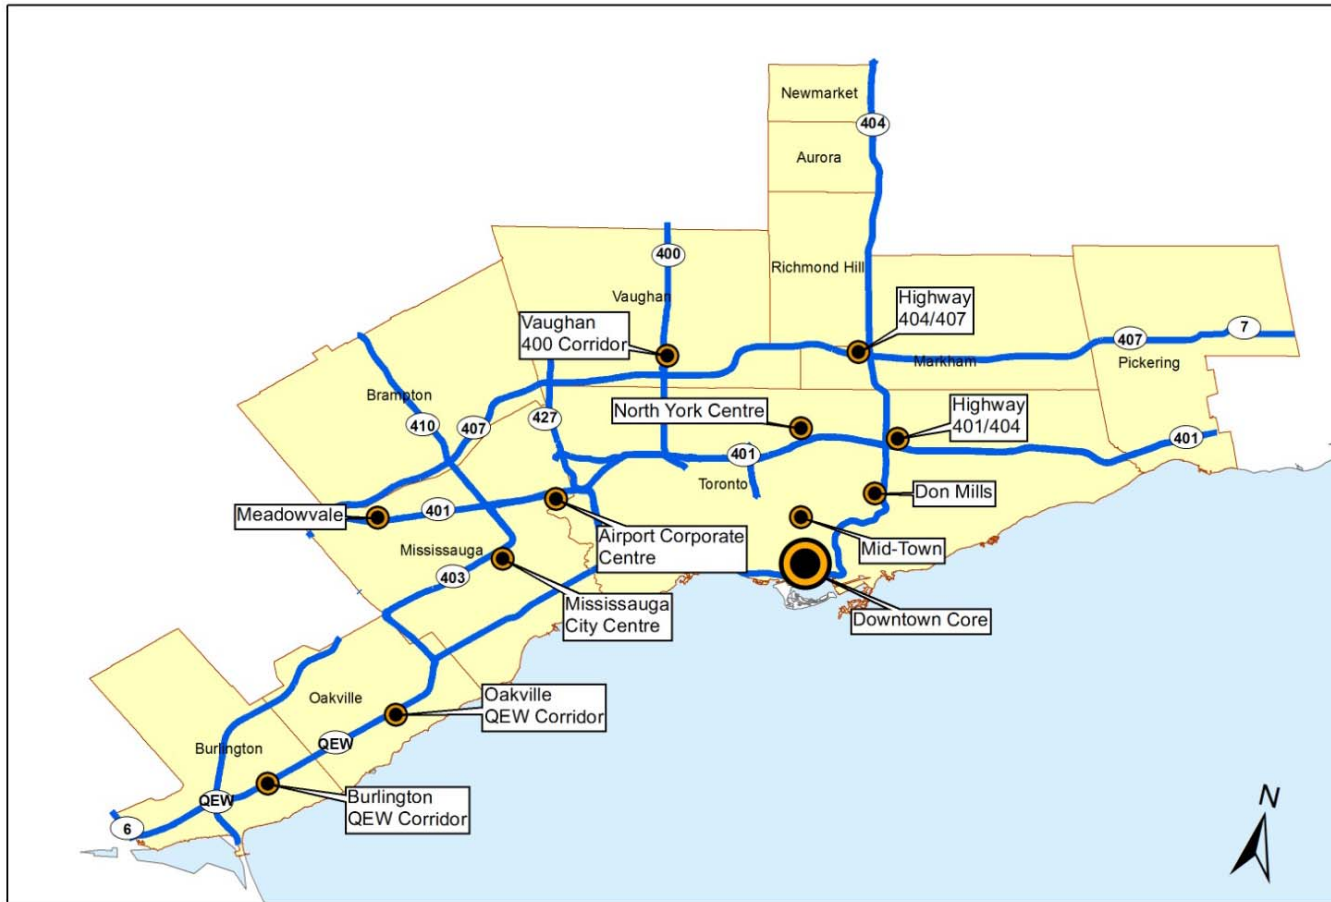 Newmarket
404
Aurora
400
Richmond Hill
Vaughan
Highway
404/407
Vaughan
400 Corridor
7
407
Markham
Pickering
Brampton
North York Centre
Highway
401/404
410
407
427
401
401
Toronto
Don Mills
Meadowvale
401
Airport Corporate
Centre
Mid-Town
Mississauga
403
Mississauga
City Centre
Downtown Core
Oakville
Oakville
QEW Corridor
Burlington
QEW
QEW
Burlington
QEW Corridor
6
N